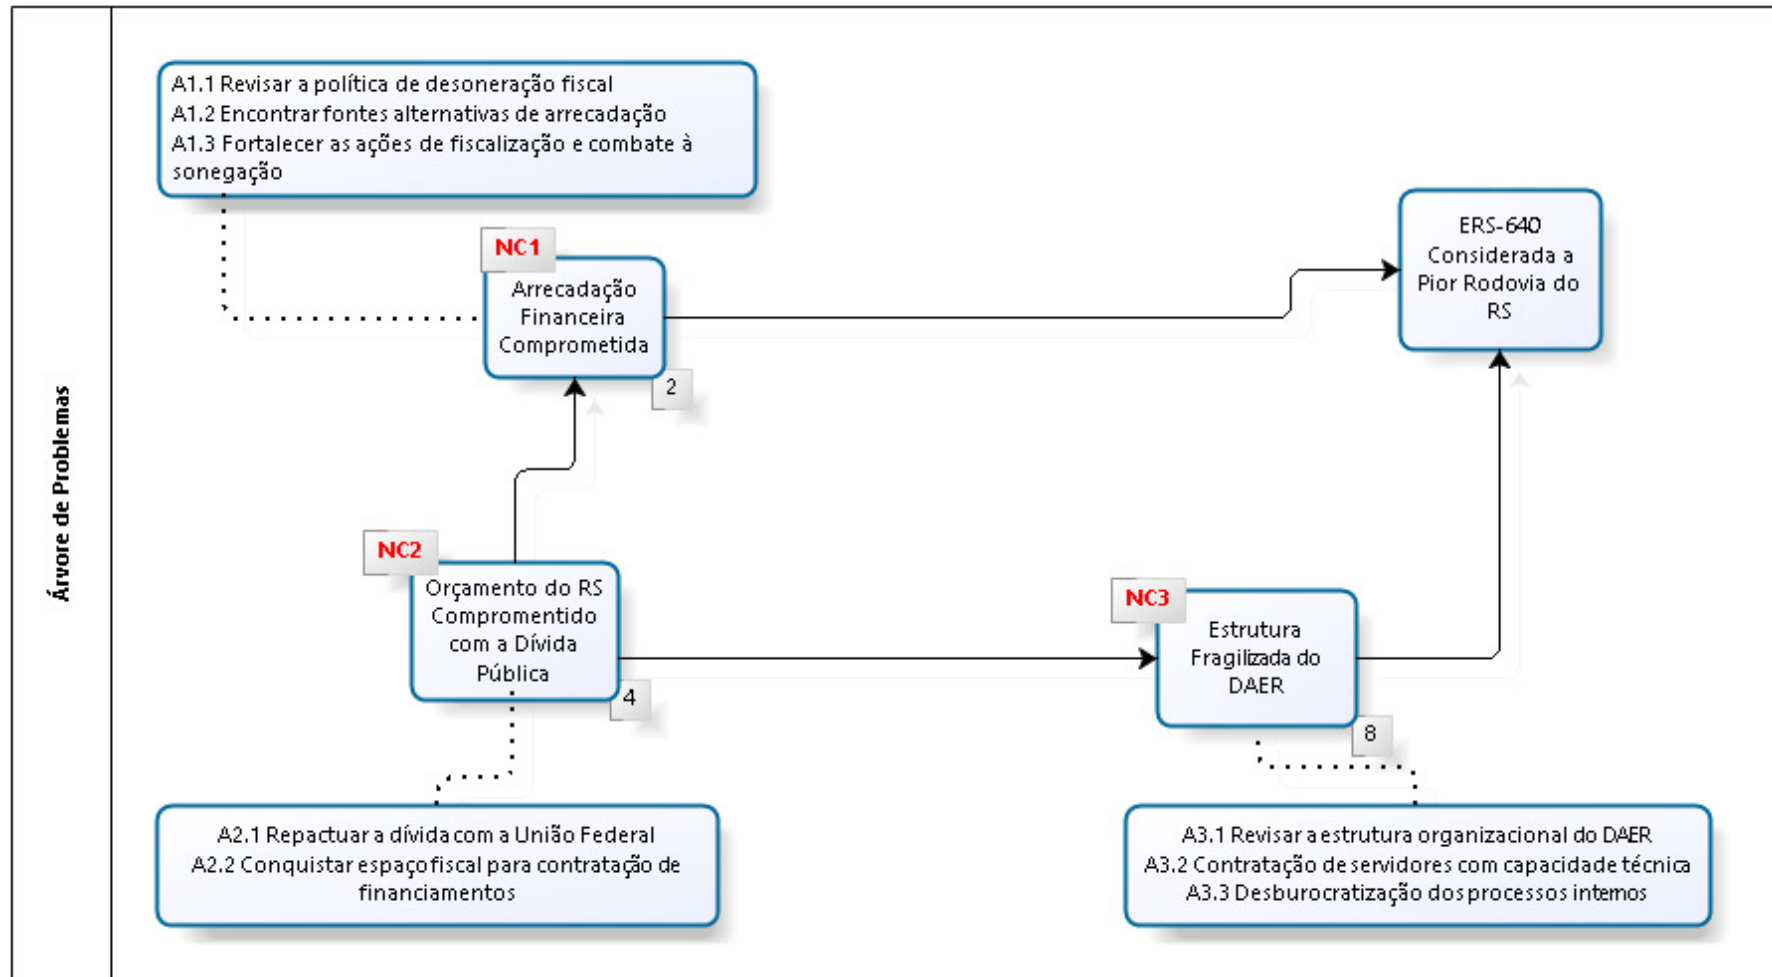 Árvore de Problemas
A1.1 Revisar a política de desoneração fiscal
A1.2 Encontrar fontes alternativas de arrecadação
A1.3 Fortalecer as ações de fiscalização e combate à
sonegação
NC1
Arrecadação
Financeira
Comprometida
2
ERS-640
Considerada a
Pior Rodovia do
RS
NC2
Orçamento do RS
Compromentido
com a Dívida
Pública
4
NC3
Estrutura
Fragilizada do
DAER
8
A2.1 Repactuar a dívida com a União Federal
A2.2 Conquistar espaço fiscal para contratação de
financiamentos
A3.1 Revisar a estrutura organizacional do DAER
A3.2 Contratação de servidores com capacidade técnica
A3.3 Desburocratização dos processos internos